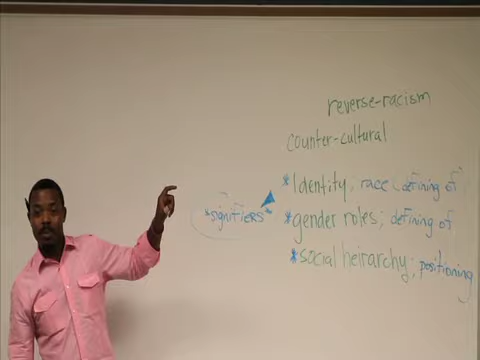 reverse-racism
counter-cultural
*Identity; race (defining of)
*signifiers*
*gender roles; defining of
*social heirarchy; positioning